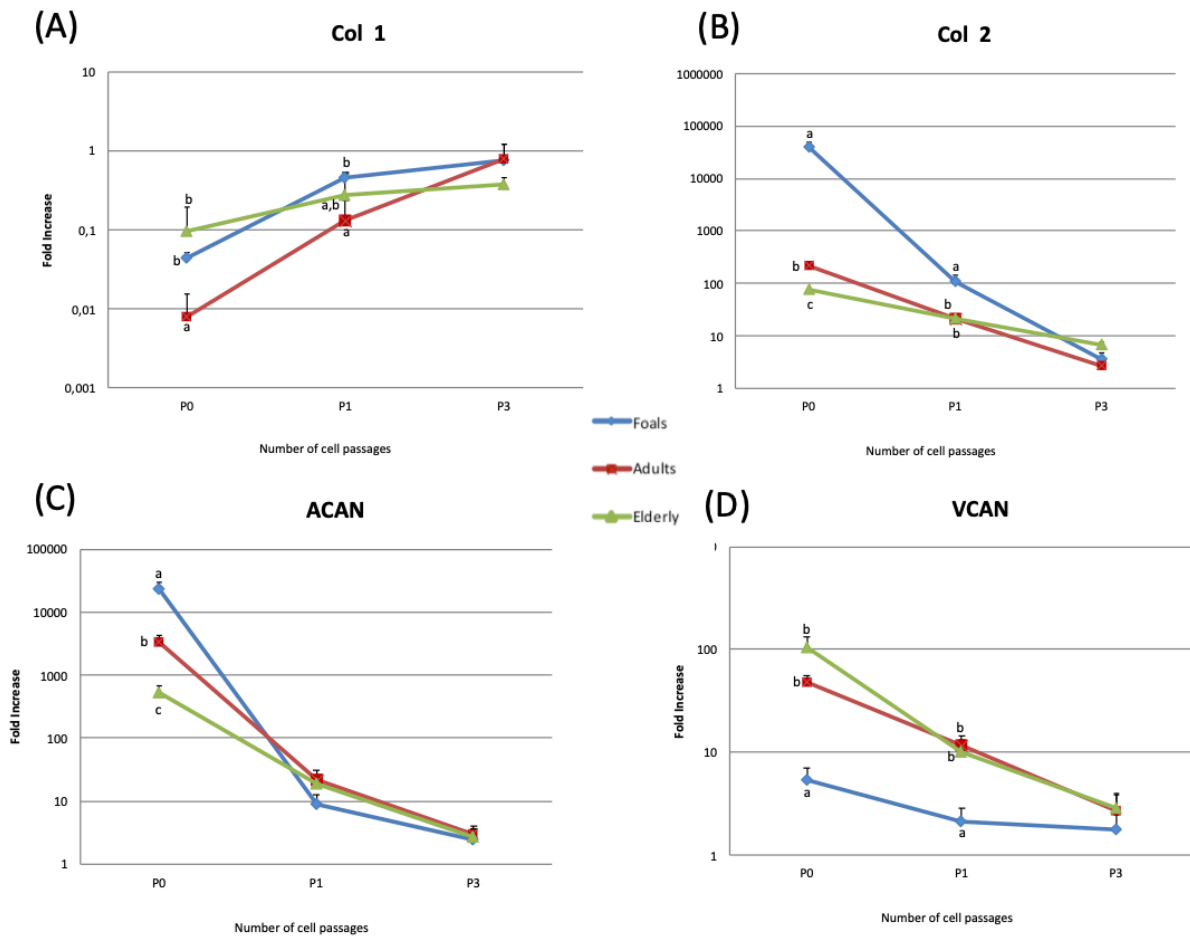 (A)
Col 1
10
1
0,1
0,01
0,001
Fold Increase
b
b
a
b
a,b
a
P0
P1
P3
Number of cell passages
(B)
Col 2
1000000
100000
10000
1000
100
10
1
a
b
c
a
b
b
P0
P1
P3
Number of cell passages
Foals
Adults
Elderly
(C)
ACAN
100000
10000
1000
100
10
1
Fold Increase
a
b
c
P0
P1
P3
Number of cell passages
(D)
VCAN
100
10
1
Fold Increase
b
b
a
b
b
a
P0
P1
P3
Number of cell passages